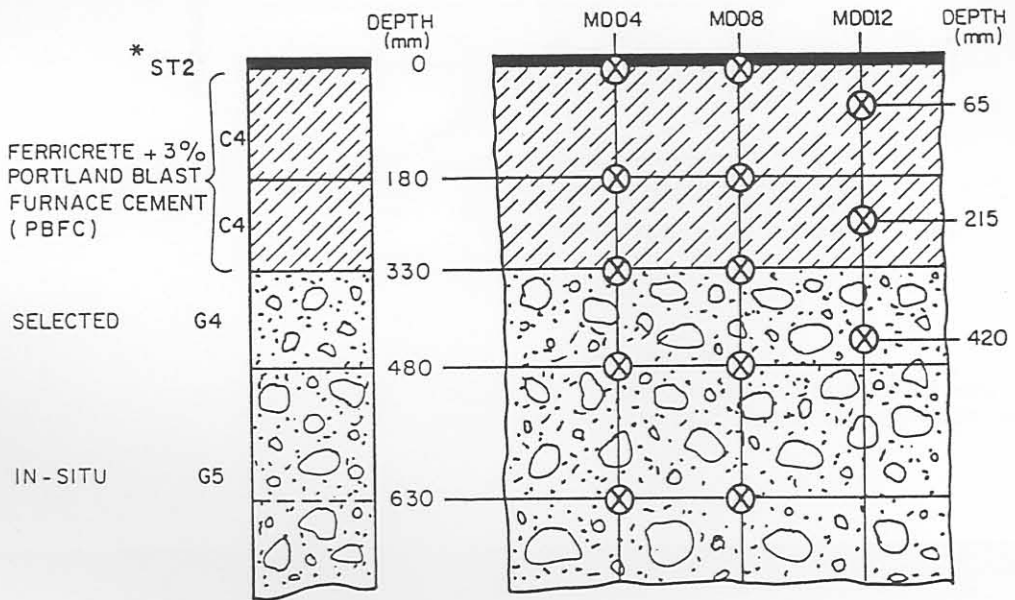 DEPTH
(mm)
MDD4 MDD8 MDD12 DEPTH
(mm)
* ST2
0
C4
65
FERRICRETE + 3%
PORTLAND BLAST
FURNACE CEMENT
(PBFC)
180
C4
215
330
SELECTED G4
420
480
IN-SITU G5
630